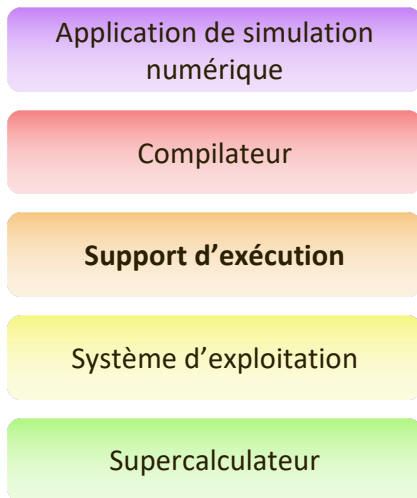 Application de simulation
numérique
Compilateur
Support d’exécution
Système d’exploitation
Supercalculateur